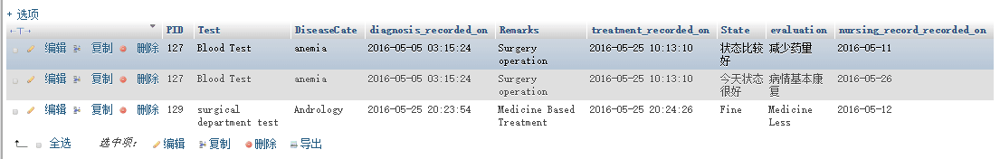 + 选项
←T→ PID Test DiseaseCate diagnosis_recorded_on Remarks treatment_recorded_on State evaluation nursing_record_recorded_on
编辑 复制 删除 127 Blood Test anemia 2016-05-05 03:15:24 Surgery operation 2016-05-25 10:13:10 状态比较好 减少药量 2016-05-11
编辑 复制 删除 127 Blood Test anemia 2016-05-05 03:15:24 Surgery operation 2016-05-25 10:13:10 今天状态很好 病情基本康复 2016-05-26
编辑 复制 删除 129 surgical department test Andrology 2016-05-25 20:23:54 Medicine Based Treatment 2016-05-25 20:24:26 Fine Medicine Less 2016-05-12
全选 选中项: 编辑 复制 删除 导出